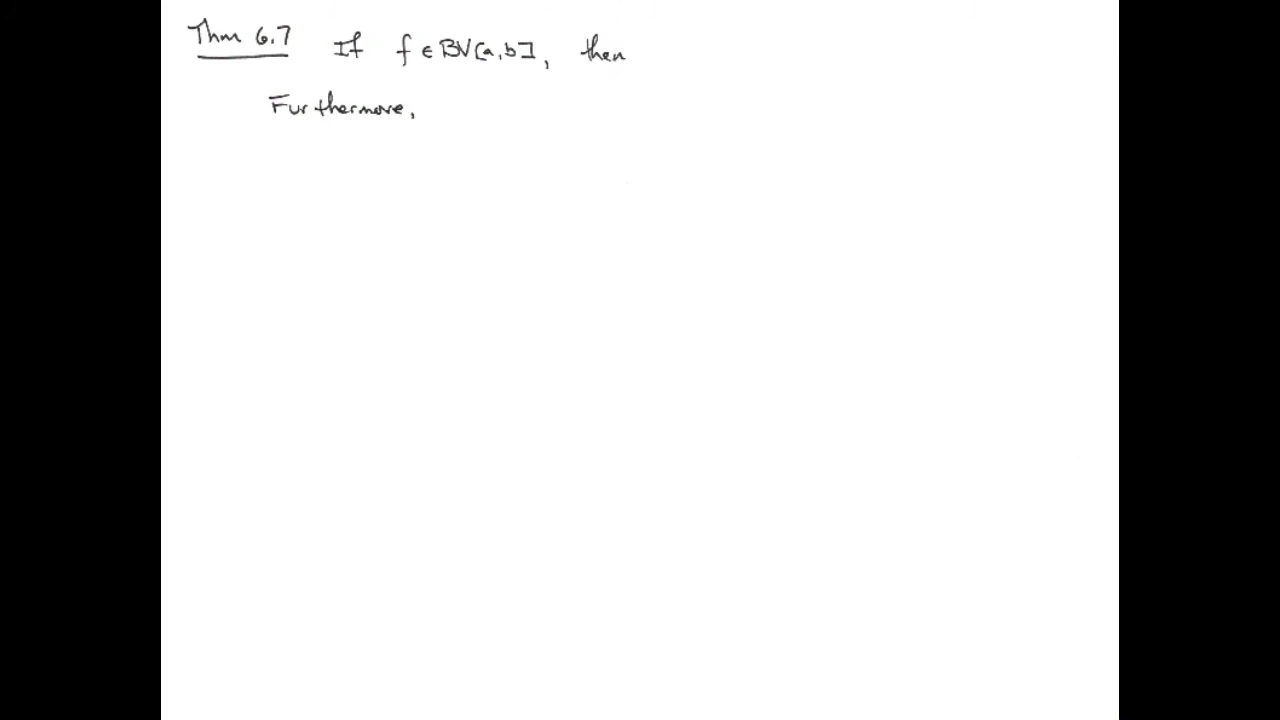 Thm 6.7 If f ∈ BV[a,b], then
Furthermore,